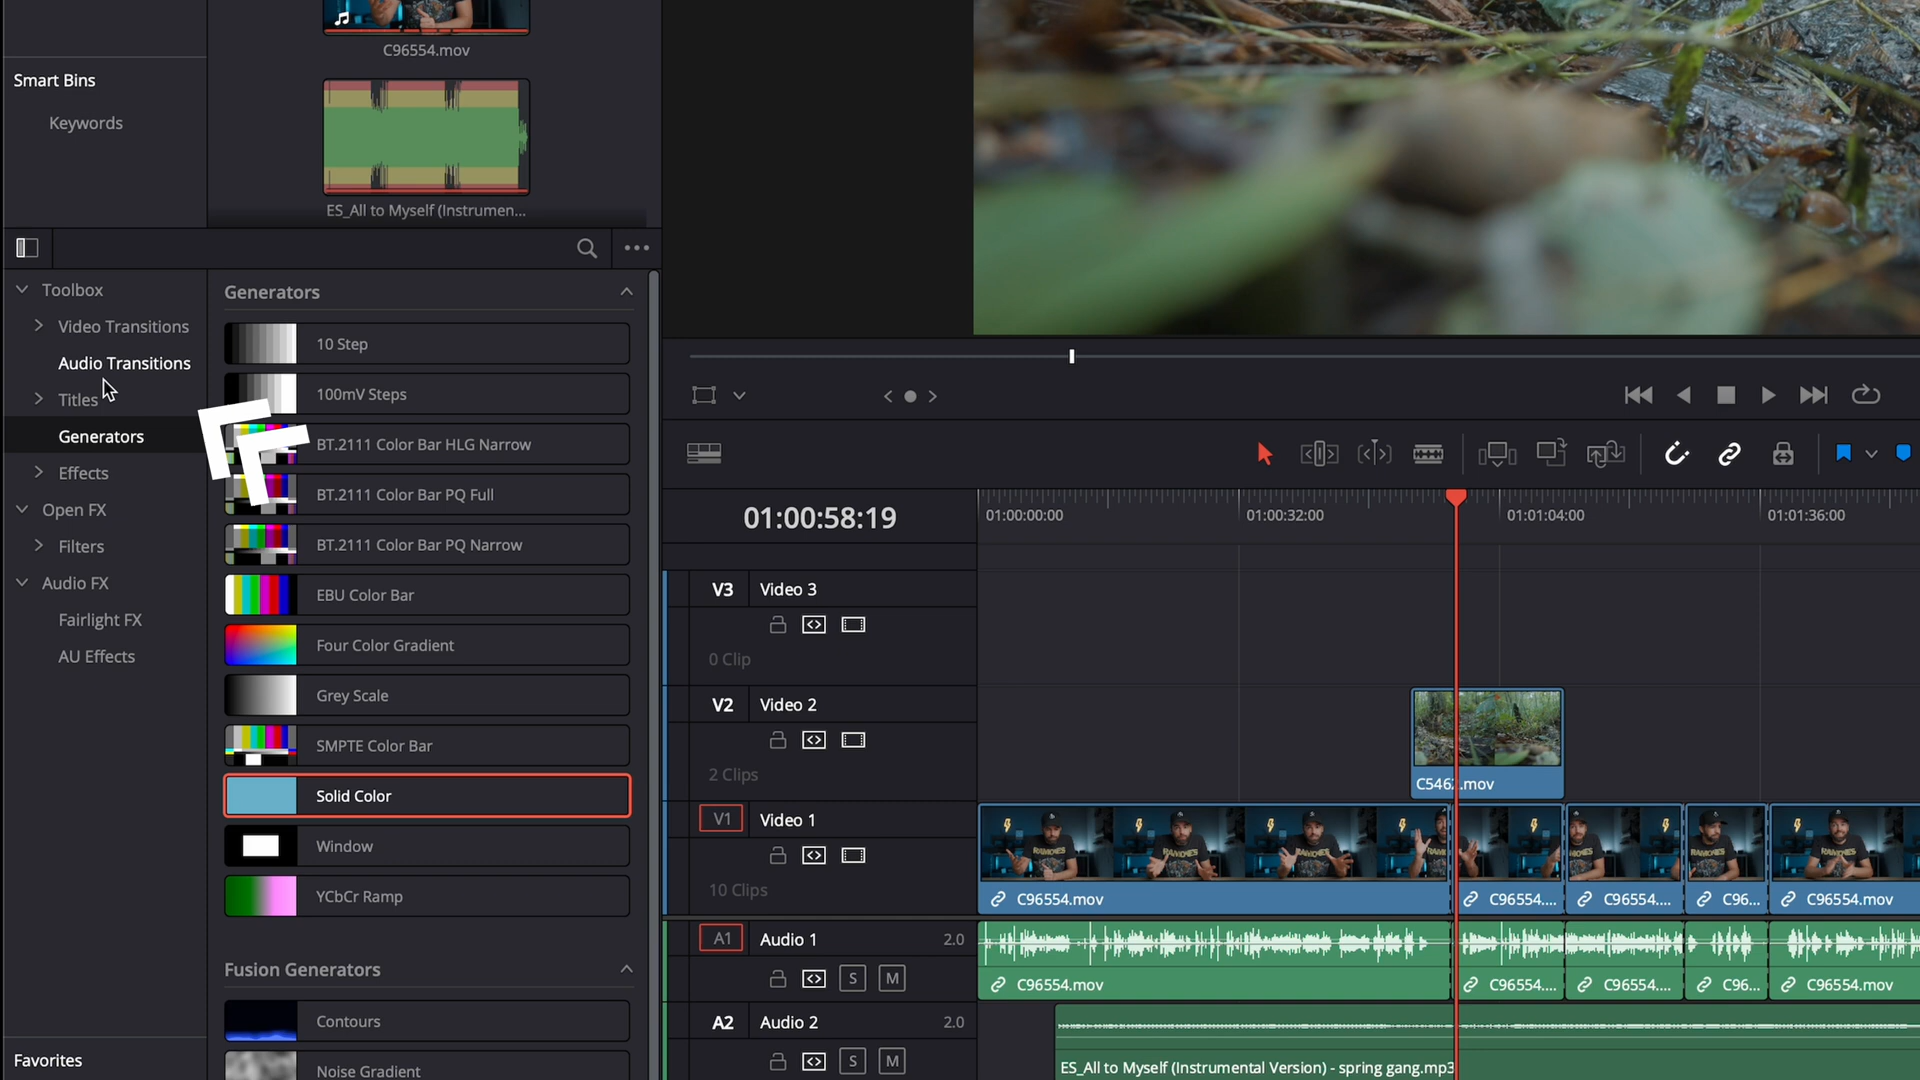 C96554.mov
Smart Bins
Keywords
ES_All to Myself (Instrumen...
Toolbox
Video Transitions
Audio Transitions
Titles
Generators
Effects
Open FX
Filters
Audio FX
Fairlight FX
AU Effects
Favorites
Generators
10 Step
100mV Steps
BT.2111 Color Bar HLG Narrow
BT.2111 Color Bar PQ Full
BT.2111 Color Bar PQ Narrow
EBU Color Bar
Four Color Gradient
Grey Scale
SMPTE Color Bar
Solid Color
Window
YCbCr Ramp
Fusion Generators
Contours
Noise Gradient
01:00:58:19
01:00:00:00
01:00:32:00
01:01:04:00
01:01:36:00
V3 Video 3
0 Clip
V2 Video 2
2 Clips
V1 Video 1
10 Clips
C96554.mov
C96554....
C96554....
C96...
C96554.mov
A1 Audio 1 2.0
S M
C96554.mov
C96554....
C96554....
C96...
C96554.mov
A2 Audio 2 2.0
S M
ES_All to Myself (Instrumental Version) - spring gang.mp3